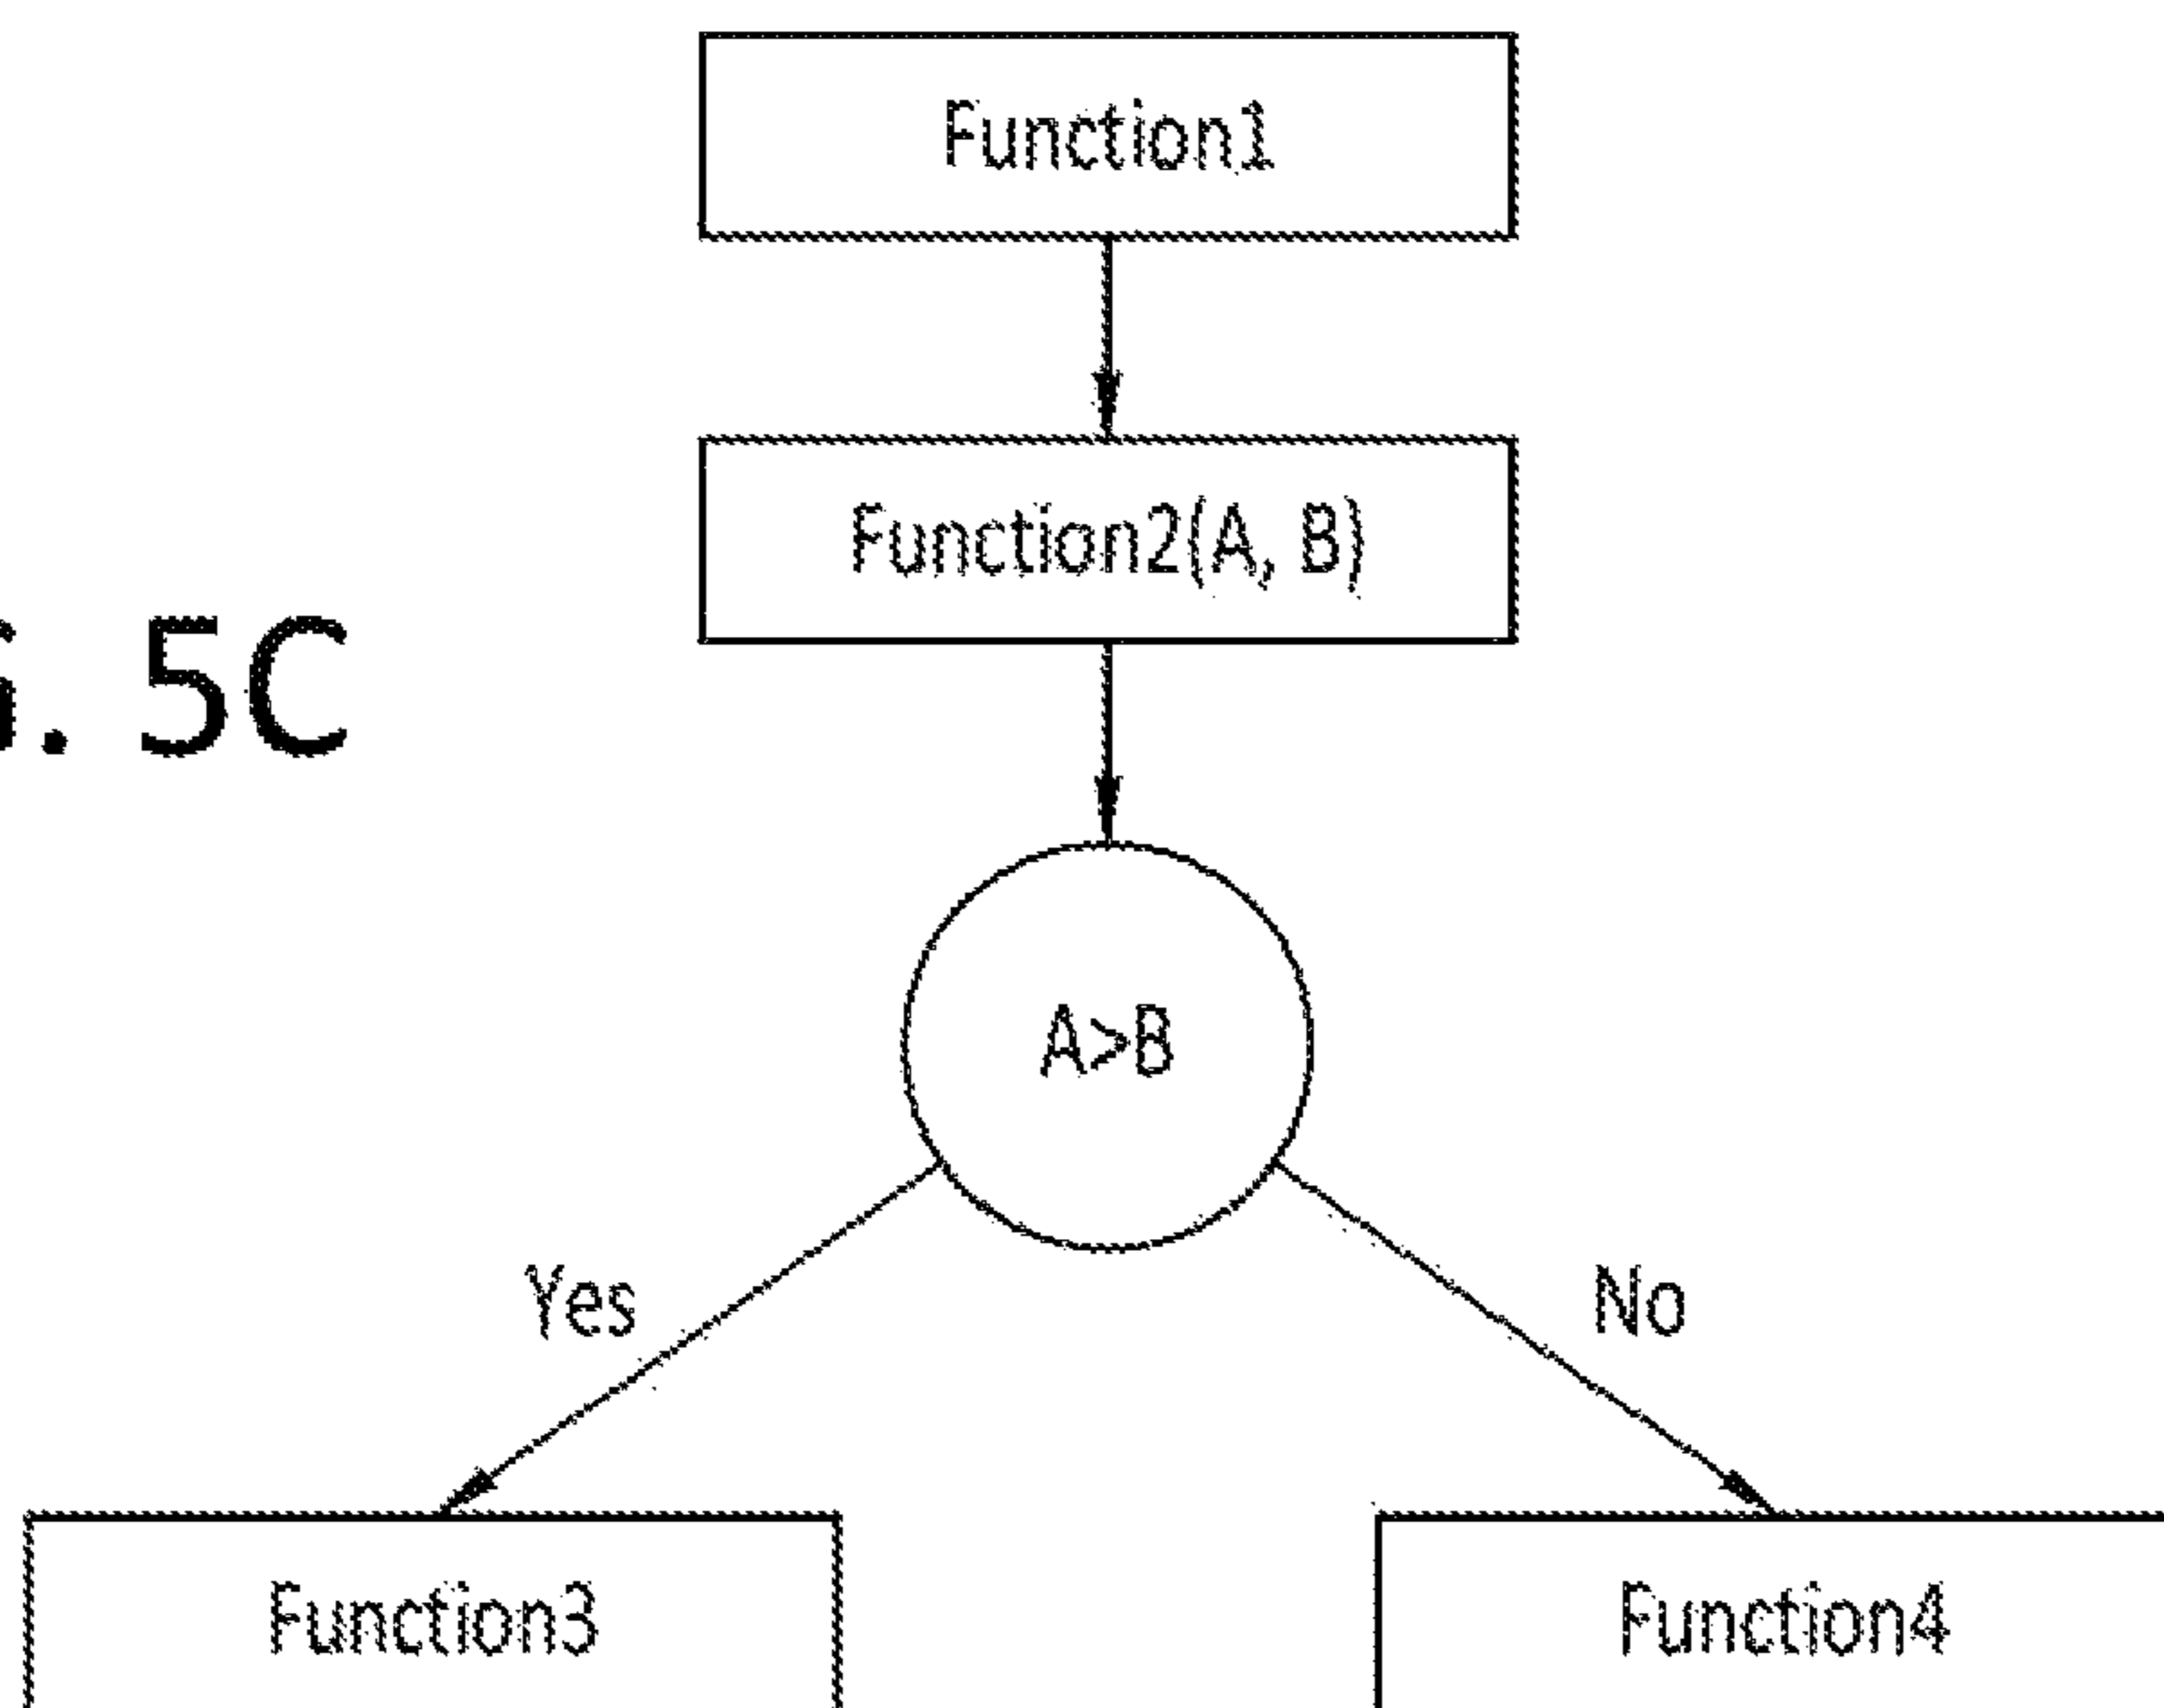 Function1
Function2(A, B)
. 5C
A>B
Yes
No
Function3
Function4